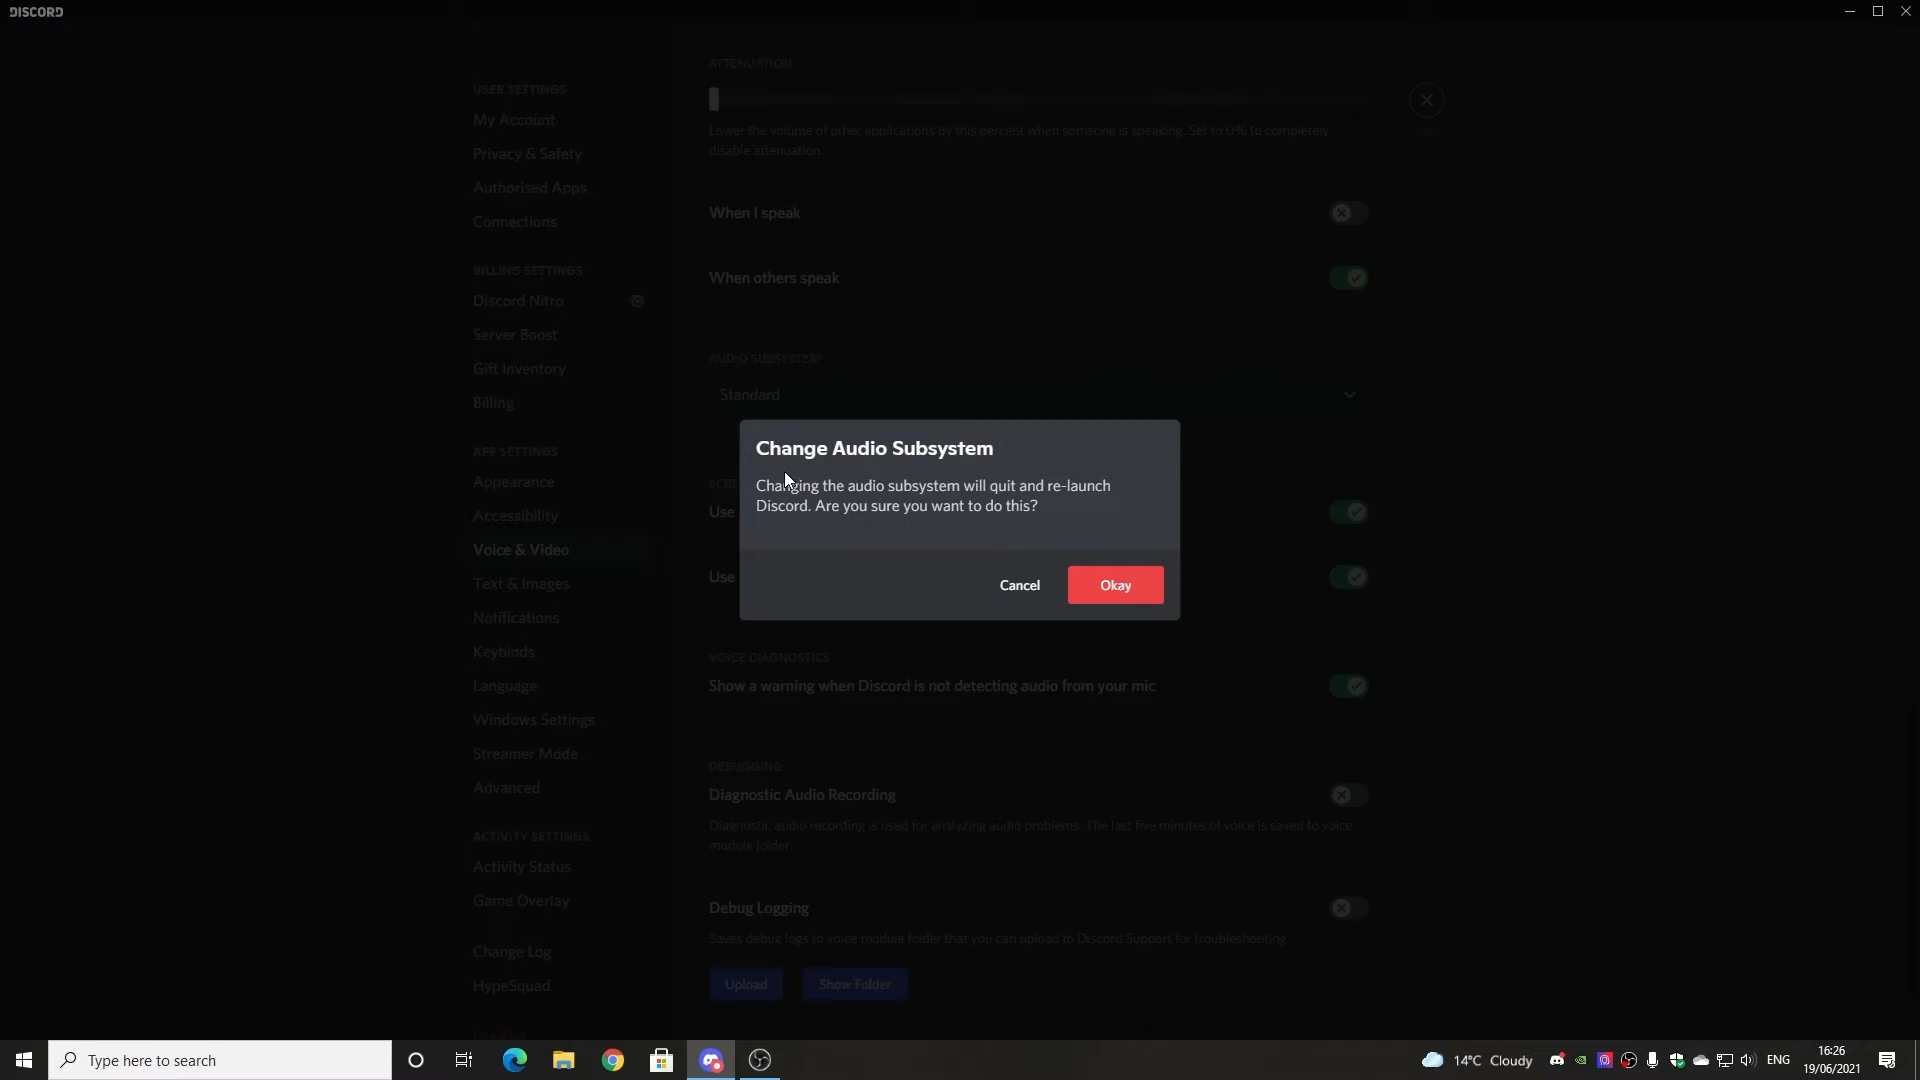 DISCORD
ATTENUATION
Lower the volume of other applications by this percent when someone is speaking. Set to 0% to completely
disable attenuation.
When I speak
When others speak
AUDIO SUBSYSTEM
Standard
USER SETTINGS
My Account
Privacy & Safety
Authorised Apps
Connections
BILLING SETTINGS
Discord Nitro
Server Boost
Gift Inventory
Billing
APP SETTINGS
Appearance
Accessibility
Voice & Video
Text & Images
Notifications
Keybinds
Language
Windows Settings
Streamer Mode
Advanced
ACTIVITY SETTINGS
Activity Status
Game Overlay
Change Log
HypeSquad
Change Audio Subsystem
Changing the audio subsystem will quit and re-launch
Discord. Are you sure you want to do this?
Cancel
Okay
Use
Use
VOICE DIAGNOSTICS
Show a warning when Discord is not detecting audio from your mic
DEBUGGING
Diagnostic Audio Recording
Diagnostic audio recording is used for analyzing audio problems. The last five minutes of voice is saved to voice
module folder.
Debug Logging
Saves debug logs to voice module folder that you can upload to Discord Support for troubleshooting.
Upload
Show Folder
Type here to search
14°C Cloudy
ENG
16:26
19/06/2021